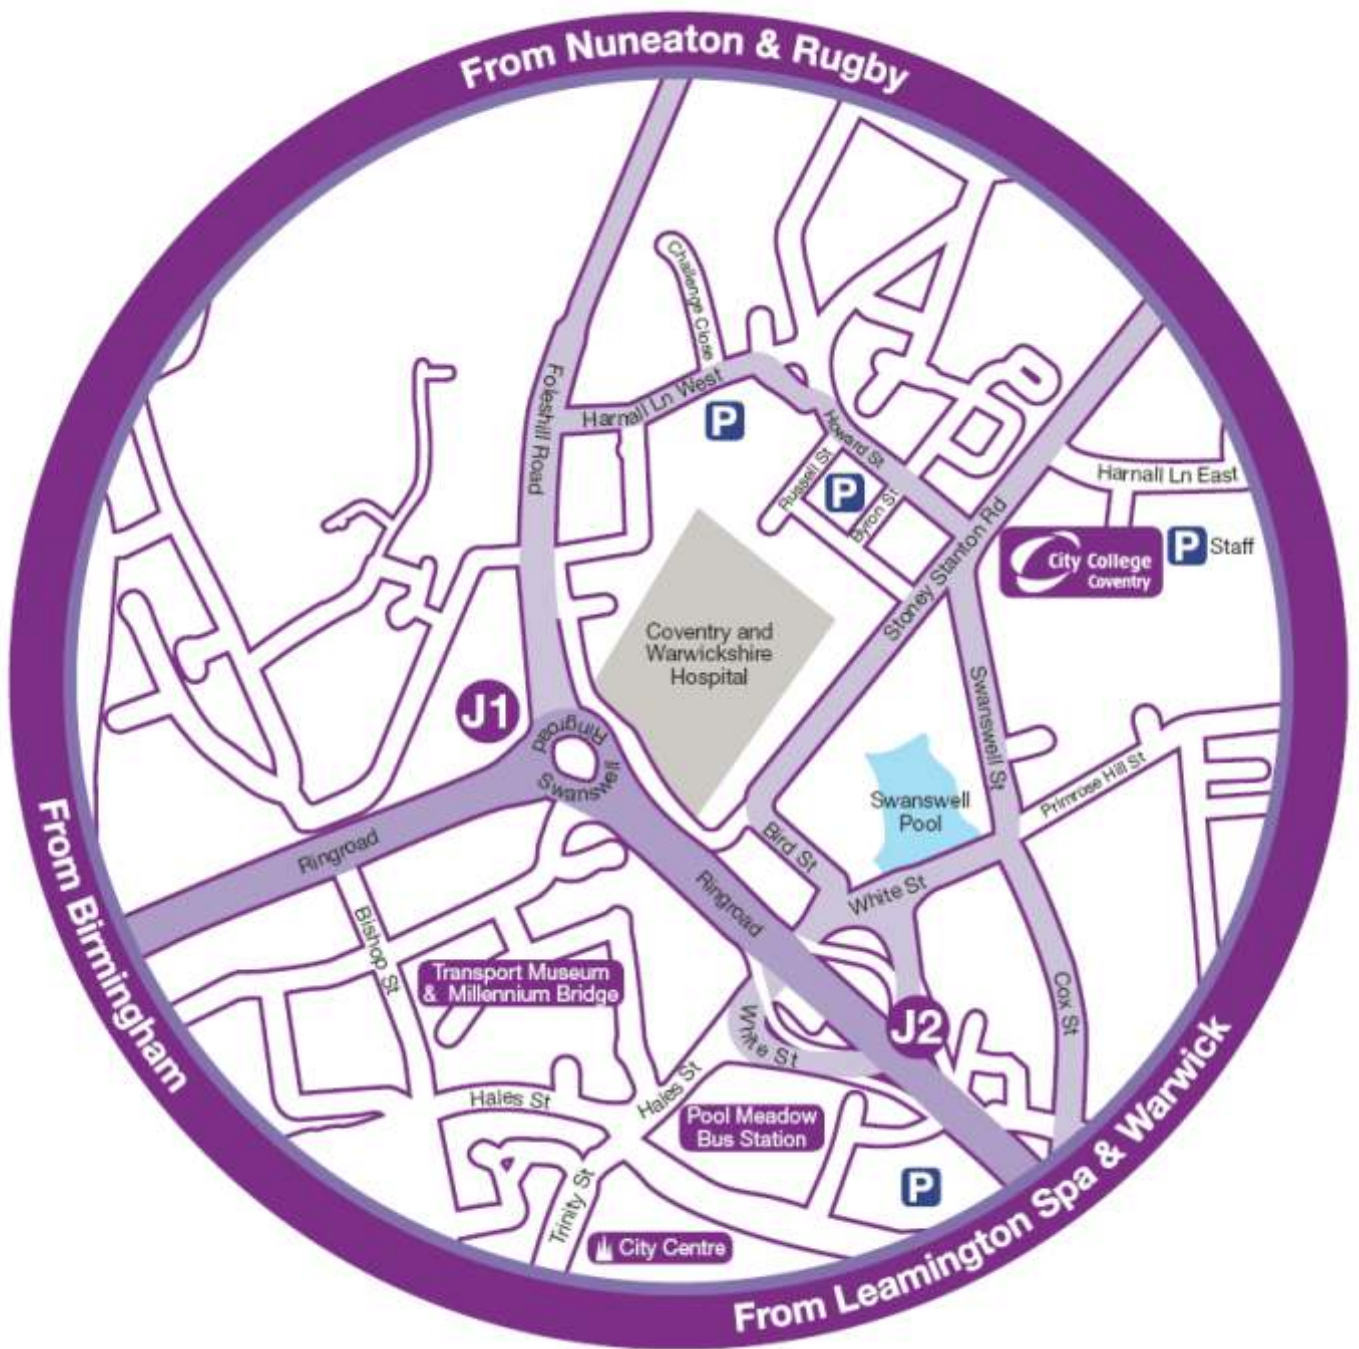 From Nuneaton & Rugby
Challenge Close
Foleshill Road
Harnall Ln West
P
Howard St
Russell St
P
Byron St
Harnall Ln East
City College
Coventry
P Staff
Stoney Stanton Rd
Coventry and
Warwickshire
Hospital
J1
Ringroad
Swanswell
Swanswell St
Primrose Hill St
Swanswell
Pool
Bird St
White St
Ringroad
Ringroad
Bishop St
Transport Museum
& Millennium Bridge
White St
J2
Cox St
Hales St
Hales St
Pool Meadow
Bus Station
Trinity St
P
City Centre
From Birmingham
From Leamington Spa & Warwick